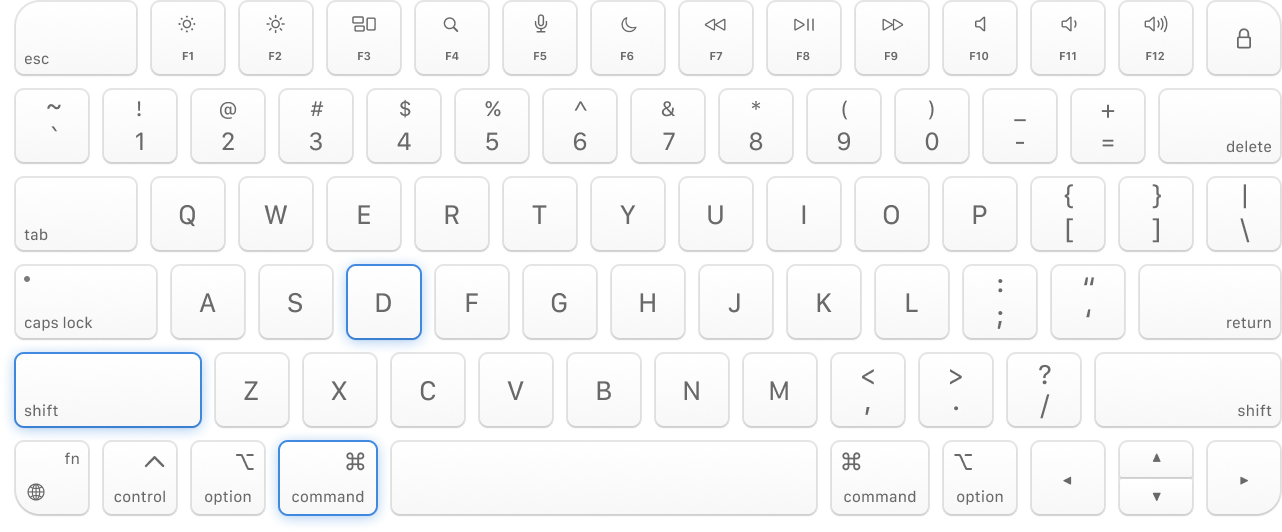 esc F1 F2 F3 F4 F5 F6 F7 F8 F9 F10 F11 F12
~ ! @ # $ % ^ & * ( ) _ +
` 1 2 3 4 5 6 7 8 9 0 - = delete
tab Q W E R T Y U I O P { } |
[ ] \
caps lock A S D F G H J K L : “ return
; ‘
shift Z X C V B N M < > ? shift
, . /
fn ⌃ ⌥ ⌘ ⌘ ⌥
control option command command option